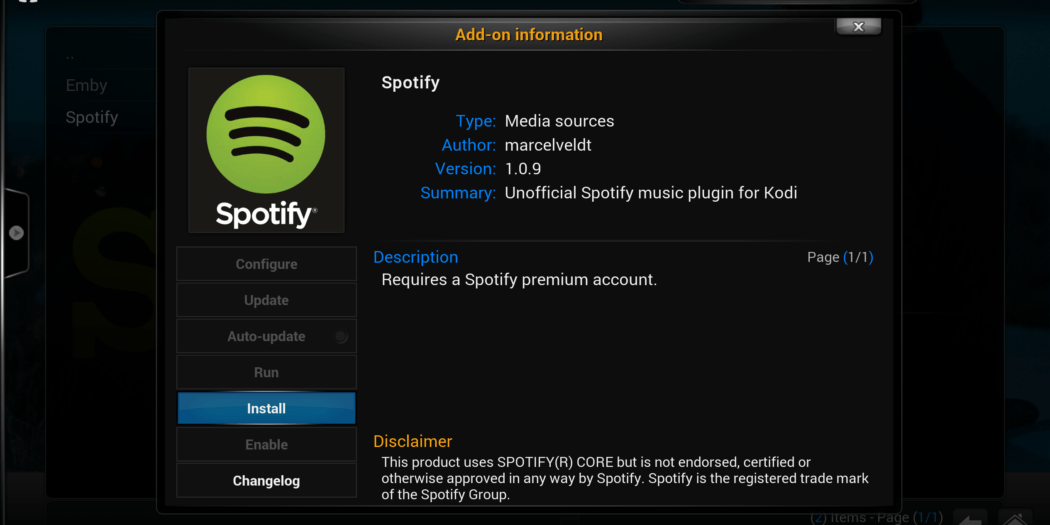 Add-on information
..
Emby
Spotify
Spotify®
Spotify
Type: Media sources
Author: marcelveldt
Version: 1.0.9
Summary: Unofficial Spotify music plugin for Kodi
Configure
Update
Auto-update
Run
Install
Enable
Changelog
Description
Page (1/1)
Requires a Spotify premium account.
Disclaimer
This product uses SPOTIFY(R) CORE but is not endorsed, certified or
otherwise approved in any way by Spotify. Spotify is the registered trade mark
of the Spotify Group.
(2) items - Page (1/1)